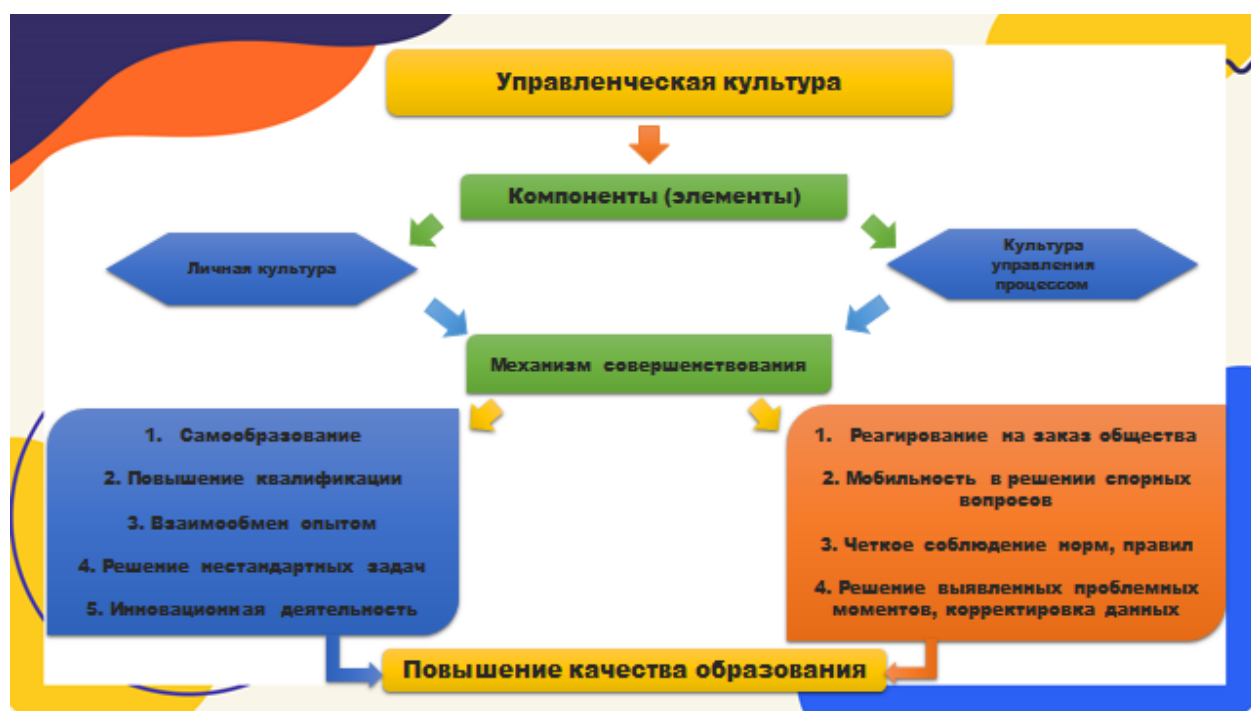 Управленческая культура
Компоненты (элементы)
Личная культура
Культура
управления
процессом
Механизм совершенствования
1. Самообразование
2. Повышение квалификации
3. Взаимообмен опытом
4. Решение нестандартных задач
5. Инновационная деятельность
1. Реагирование на заказ общества
2. Мобильность в решении спорных
вопросов
3. Четкое соблюдение норм, правил
4. Решение выявленных проблемных
моментов, корректировка данных
Повышение качества образования